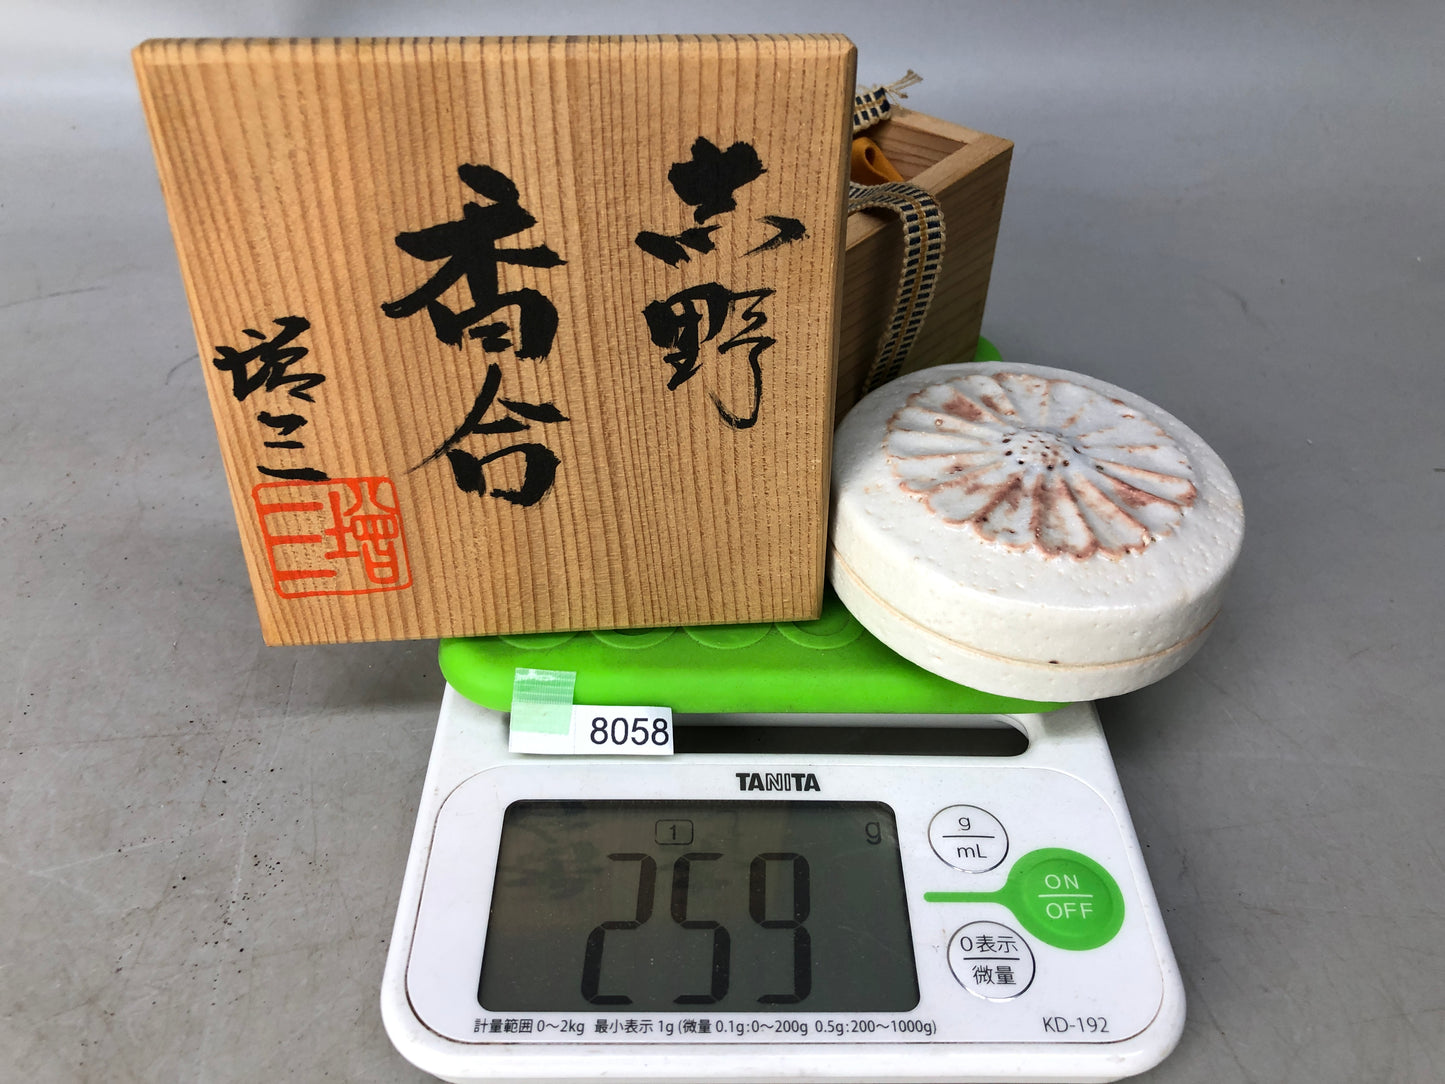 志野
香合
増三
8058
TANITA
1
g
259
g
mL
ON
OFF
0表示
微量
計量範囲 0～2kg 最小表示 1g (微量 0.1g:0～200g 0.5g:200～1000g)
KD-192